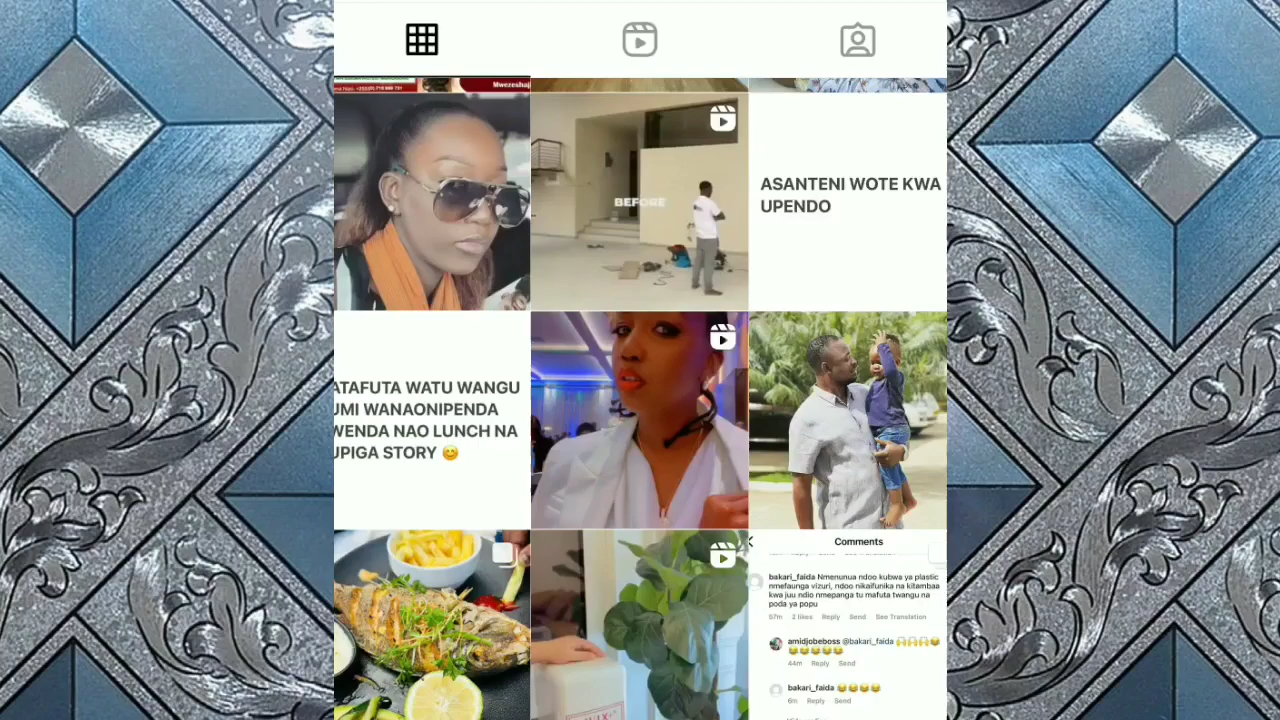 Mwezeshaji
BEFORE
ASANTENI WOTE KWA
UPENDO
ATAFUTA WATU WANGU
UMI WANAONIPENDA
WENDA NAO LUNCH NA
UPIGA STORY 😊
Comments
bakari_faida Nmenunua ndoo kubwa ya plastic
nmefaunga vizuri, ndoo nikaifunika na kitambaa
kwa juu ndio nmepanga tu mafuta twangu na
poda ya popu
57m 2 likes Reply Send See Translation
amidjobeboss @bakari_faida 🙌🙌🙌😂
😂😂😂😂😂
44m Reply Send
bakari_faida 😂😂😂😂
6m Reply Send